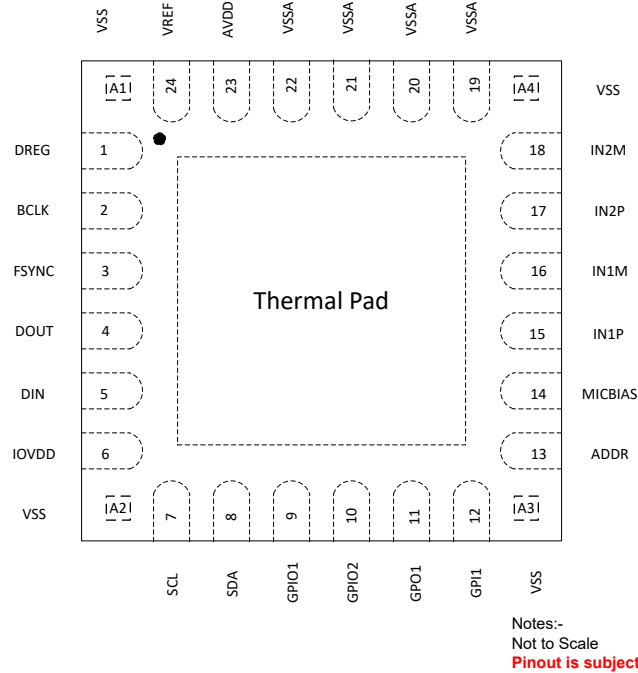 VSS VREF AVDD VSSA VSSA VSSA VSSA
A1 24 23 22 21 20 19 A4 VSS
DREG 1 18 IN2M
BCLK 2 17 IN2P
FSYNC 3 16 IN1M
Thermal Pad
DOUT 4 15 IN1P
DIN 5 14 MICBIAS
IOVDD 6 13 ADDR
VSS A2 7 8 9 10 11 12 A3
SCL SDA GPIO1 GPIO2 GPO1 GPI1 VSS
Notes:-
Not to Scale
Pinout is subject